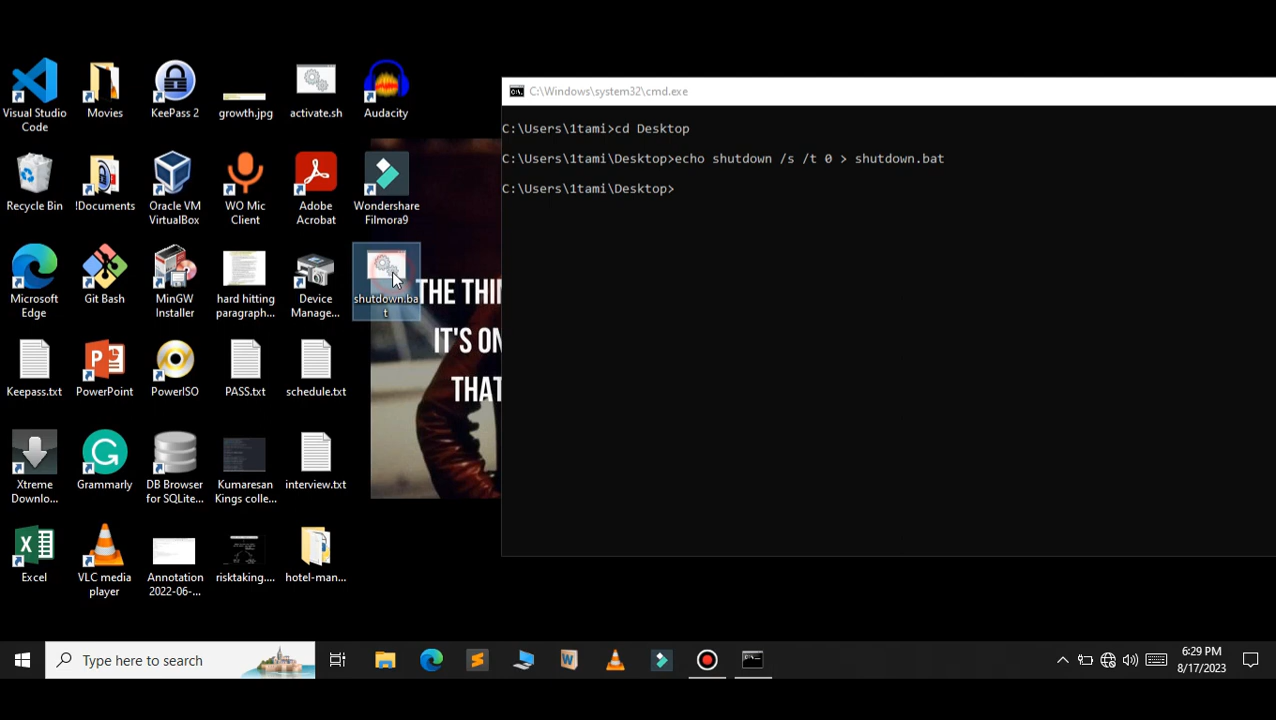 Visual Studio
Code
Movies
KeePass 2
growth.jpg
activate.sh
Audacity
Recycle Bin
!Documents
Oracle VM
VirtualBox
WO Mic
Client
Adobe
Acrobat
Wondershare
Filmora9
Microsoft
Edge
Git Bash
MinGW
Installer
hard hitting
paragraph...
Device
Manage...
shutdown.ba
t
Keepass.txt
PowerPoint
PowerISO
PASS.txt
schedule.txt
Xtreme
Downlo...
Grammarly
DB Browser
for SQLite...
Kumaresan
Kings colle...
interview.txt
Excel
VLC media
player
Annotation
2022-06-...
risktaking....
hotel-man...
THE THI
IT'S ON
THAT
C:\Windows\system32\cmd.exe
C:\Users\1tami>cd Desktop
C:\Users\1tami\Desktop>echo shutdown /s /t 0 > shutdown.bat
C:\Users\1tami\Desktop>
Type here to search
6:29 PM
8/17/2023